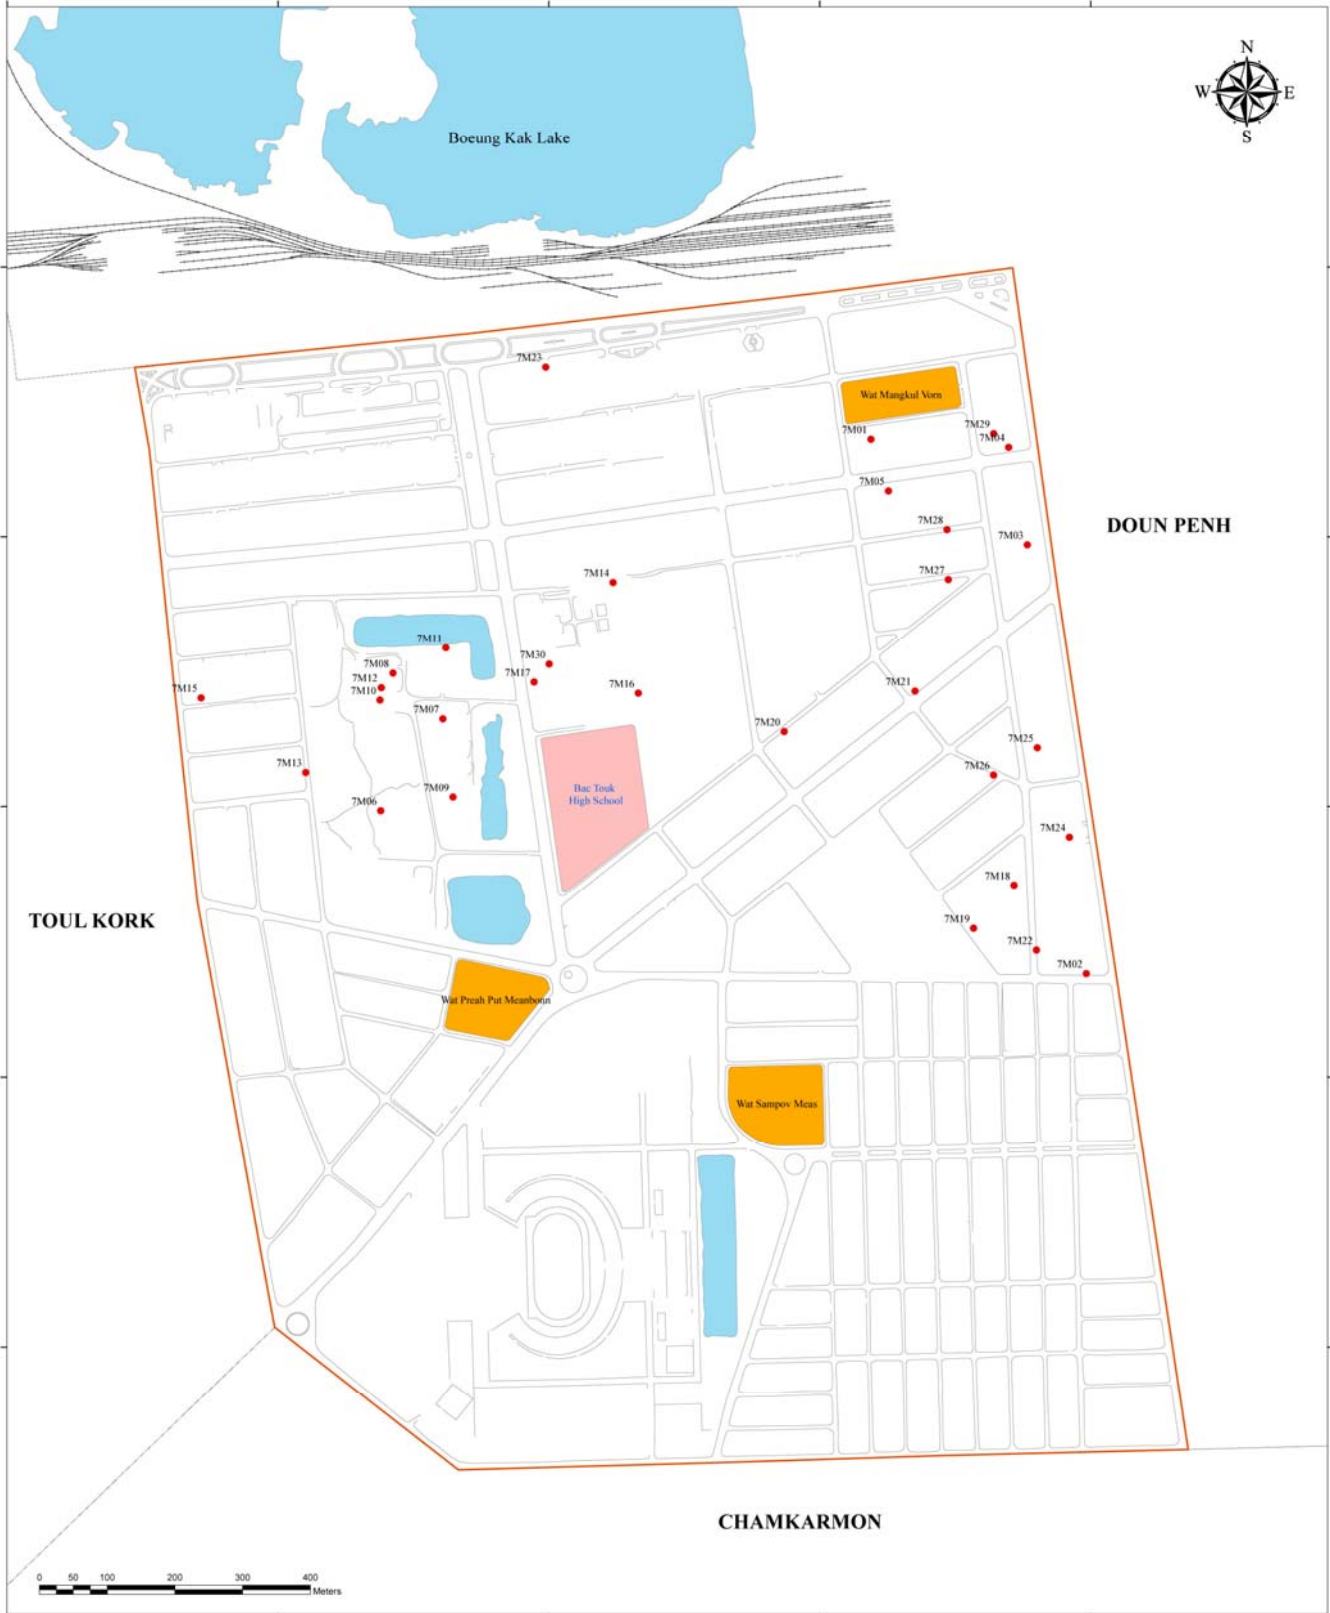 N
W E
S
Boeung Kak Lake
7M23
Wat Mangkul Vorn
7M29
7M01
7M04
7M05
7M28
7M03
DOUN PENH
7M14
7M27
7M11
7M30
7M08
7M17
7M12
7M15
7M10
7M16
7M21
7M07
7M20
7M25
7M13
7M26
7M09
Bac Touk
High School
7M06
7M24
7M18
TOUL KORK
7M19
7M22
7M02
Wat Preah Put Meanbonn
Wat Sampov Meas
CHAMKARMON
0 50 100 200 300 400
Meters